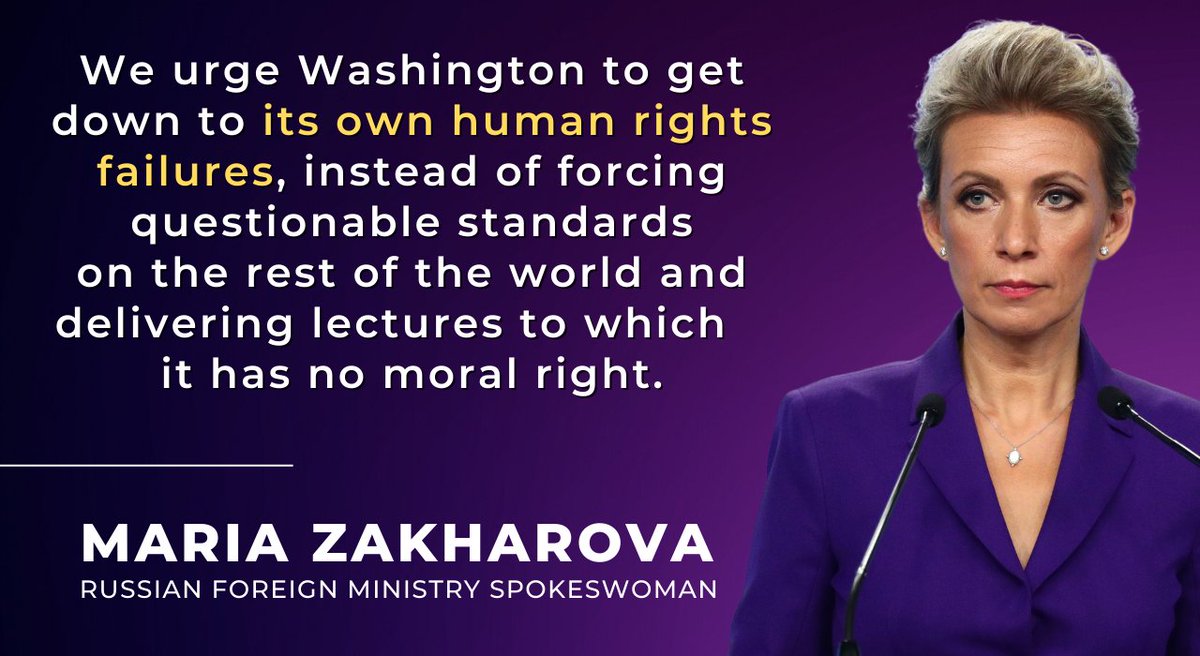 We urge Washington to get
down to its own human rights
failures, instead of forcing
questionable standards
on the rest of the world and
delivering lectures to which
it has no moral right.
MARIA ZAKHAROVA
RUSSIAN FOREIGN MINISTRY SPOKESWOMAN